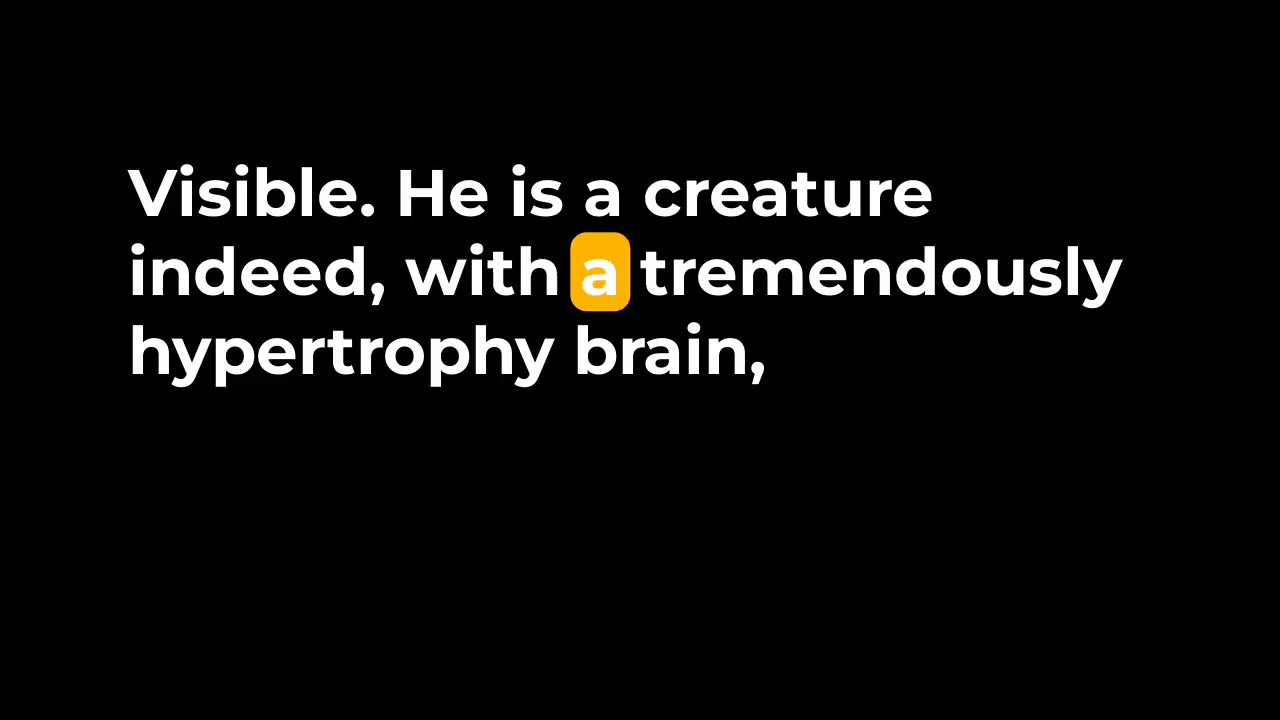 Visible. He is a creature
indeed, with a tremendously
hypertrophy brain,